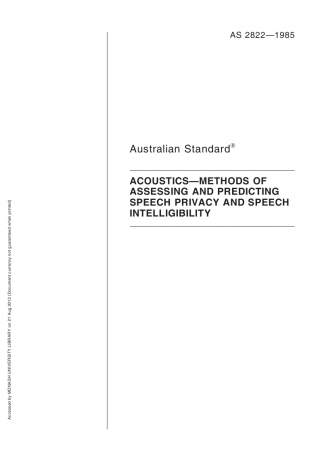 AS 2822—1985
Australian Standard®
ACOUSTICS—METHODS OF
ASSESSING AND PREDICTING
SPEECH PRIVACY AND SPEECH
INTELLIGIBILITY
Accessed by MONASH UNIVERSITY LIBRARY on 21 Aug 2013 (Document currency not guaranteed when printed)